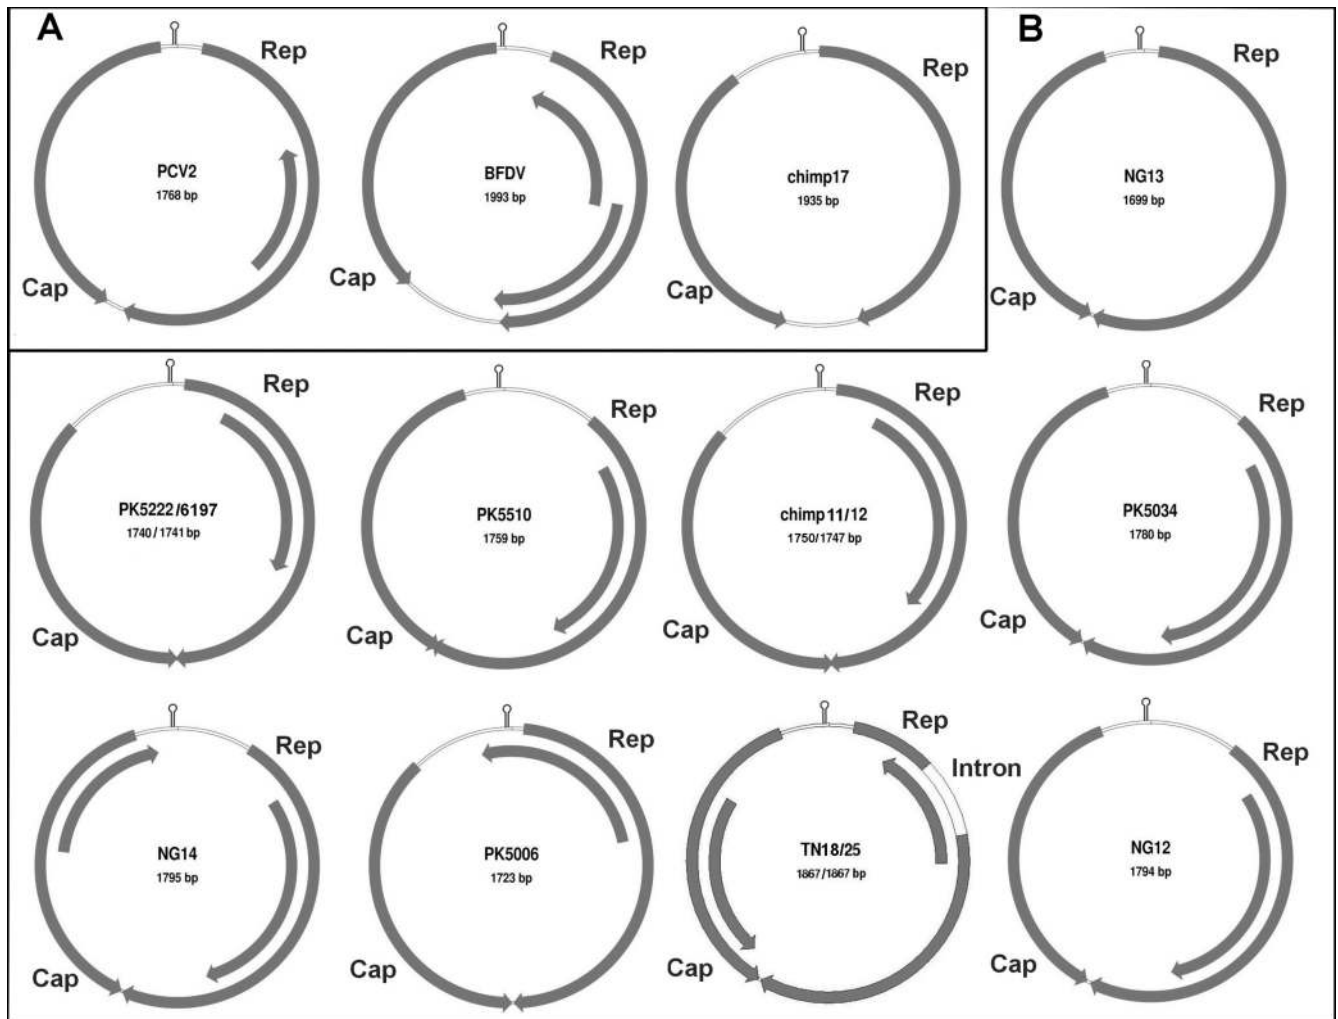 A
B
Rep
PCV2
1768 bp
Cap
Rep
BFDV
1993 bp
Cap
Rep
chimp17
1935 bp
Cap
Rep
NG13
1699 bp
Cap
Rep
PK5222/6197
1740/1741 bp
Cap
Rep
PK5510
1759 bp
Cap
Rep
chimp11/12
1750/1747 bp
Cap
Rep
PK5034
1780 bp
Cap
Rep
NG14
1795 bp
Cap
Rep
PK5006
1723 bp
Cap
Rep
Intron
TN18/25
1867/1867 bp
Cap
Rep
NG12
1794 bp
Cap